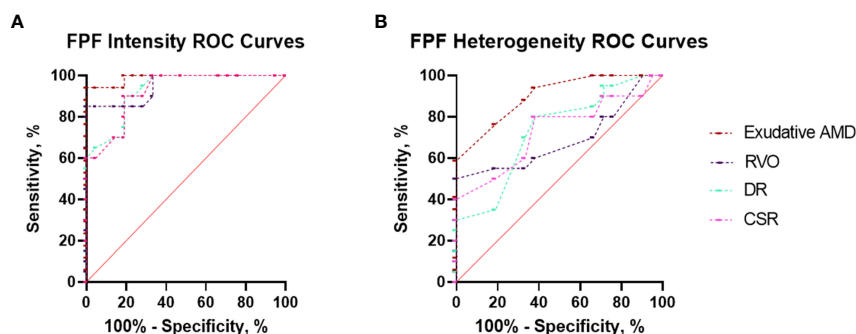 A
FPF Intensity ROC Curves
100
80
60
40
20
0
Sensitivity, %
0 20 40 60 80 100
100% - Specificity, %
B
FPF Heterogeneity ROC Curves
100
80
60
40
20
0
Sensitivity, %
0 20 40 60 80 100
100% - Specificity, %
Exudative AMD
RVO
DR
CSR